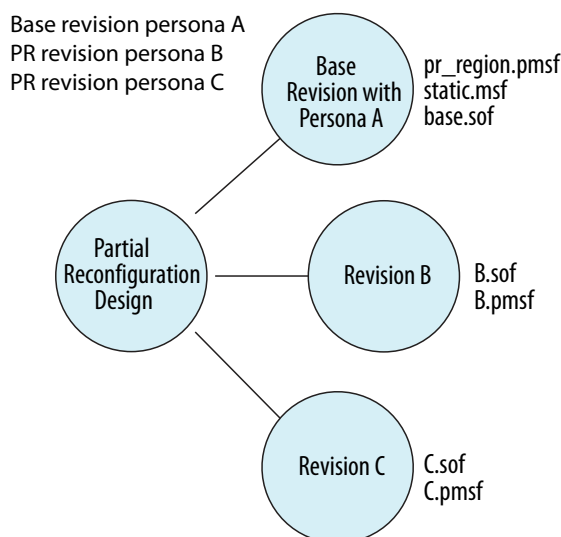 Base revision persona A
PR revision persona B
PR revision persona C
Base
Revision with
Persona A
pr_region.pmsf
static.msf
base.sof
Partial
Reconfiguration
Design
Revision B
B.sof
B.pmsf
Revision C
C.sof
C.pmsf